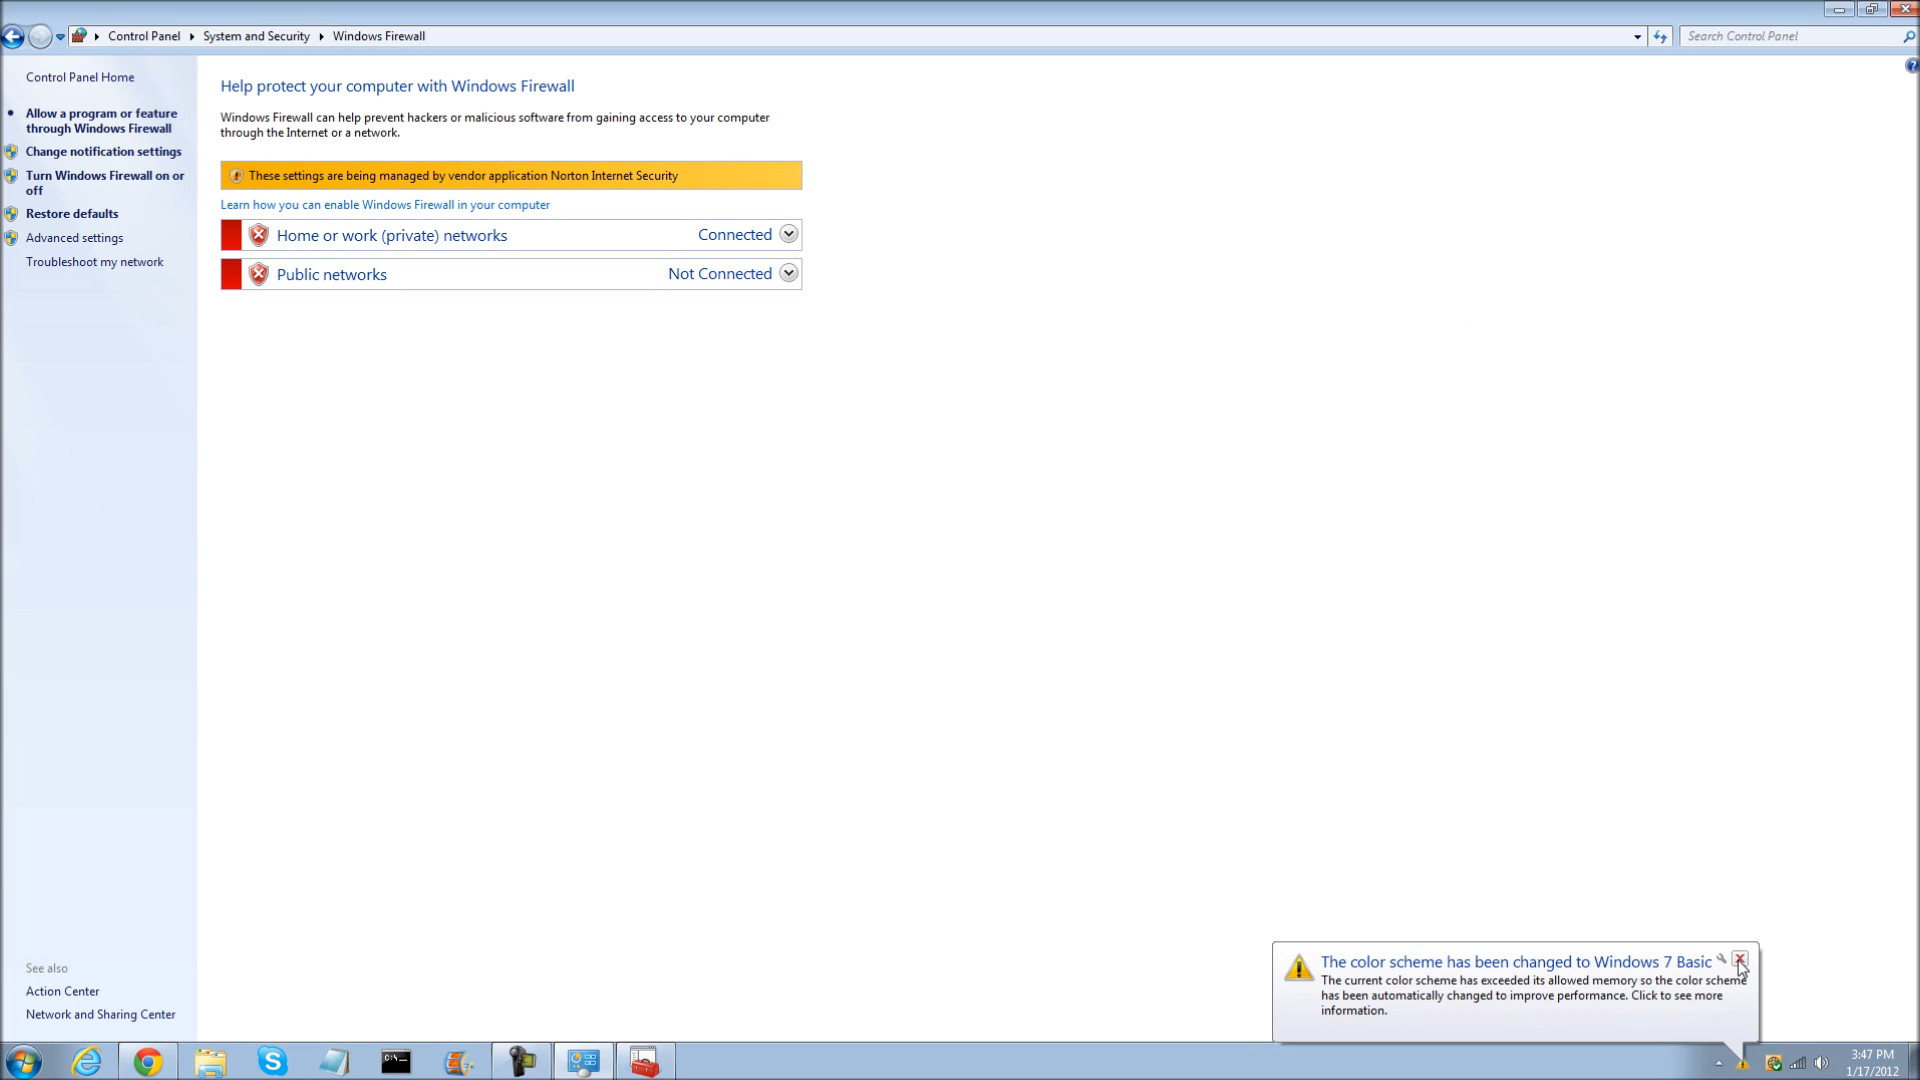 Control Panel ▸ System and Security ▸ Windows Firewall
Search Control Panel
Control Panel Home
Allow a program or feature
through Windows Firewall
Change notification settings
Turn Windows Firewall on or
off
Restore defaults
Advanced settings
Troubleshoot my network
Help protect your computer with Windows Firewall
Windows Firewall can help prevent hackers or malicious software from gaining access to your computer
through the Internet or a network.
These settings are being managed by vendor application Norton Internet Security
Learn how you can enable Windows Firewall in your computer
Home or work (private) networks Connected
Public networks Not Connected
See also
Action Center
Network and Sharing Center
The color scheme has been changed to Windows 7 Basic
The current color scheme has exceeded its allowed memory so the color scheme
has been automatically changed to improve performance. Click to see more
information.
C:\.
3:47 PM
1/17/2012